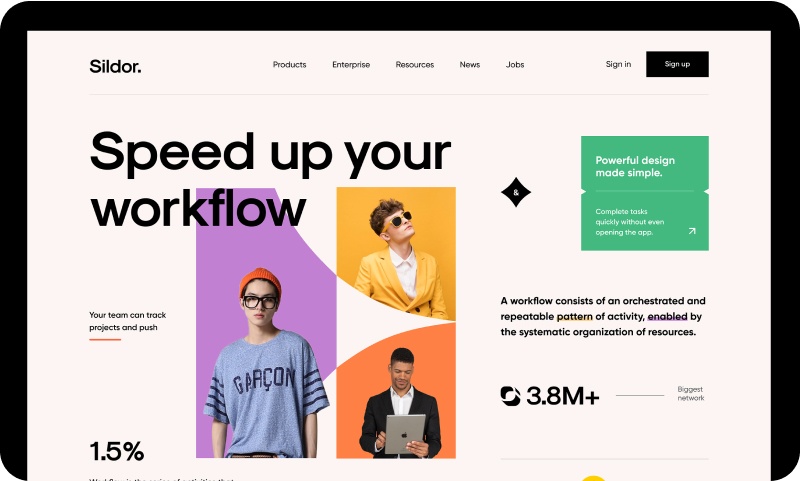 Sildor.
Products Enterprise Resources News Jobs
Sign in Sign up
Speed up your
workflow
&
Powerful design
made simple.
Complete tasks
quickly without even
opening the app.
Your team can track
projects and push
GARÇON
A workflow consists of an orchestrated and
repeatable pattern of activity, enabled by
the systematic organization of resources.
3.8M+
Biggest
network
1.5%